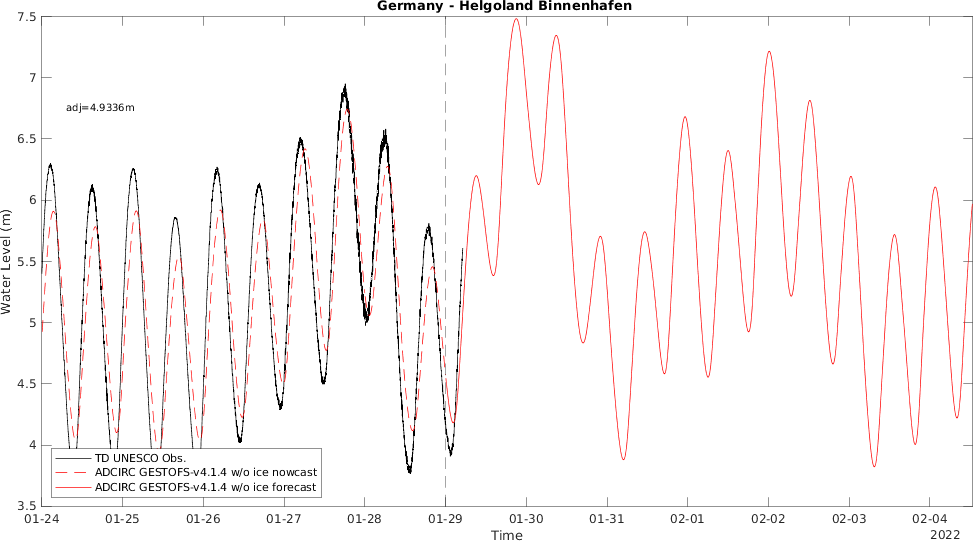 Germany - Helgoland Binnenhafen
7.5
7
6.5
6
5.5
5
4.5
4
3.5
Water Level (m)
adj=4.9336m
TD UNESCO Obs.
ADCIRC GESTOFS-v4.1.4 w/o ice nowcast
ADCIRC GESTOFS-v4.1.4 w/o ice forecast
01-24 01-25 01-26 01-27 01-28 01-29 01-30 01-31 02-01 02-02 02-03 02-04
Time
2022